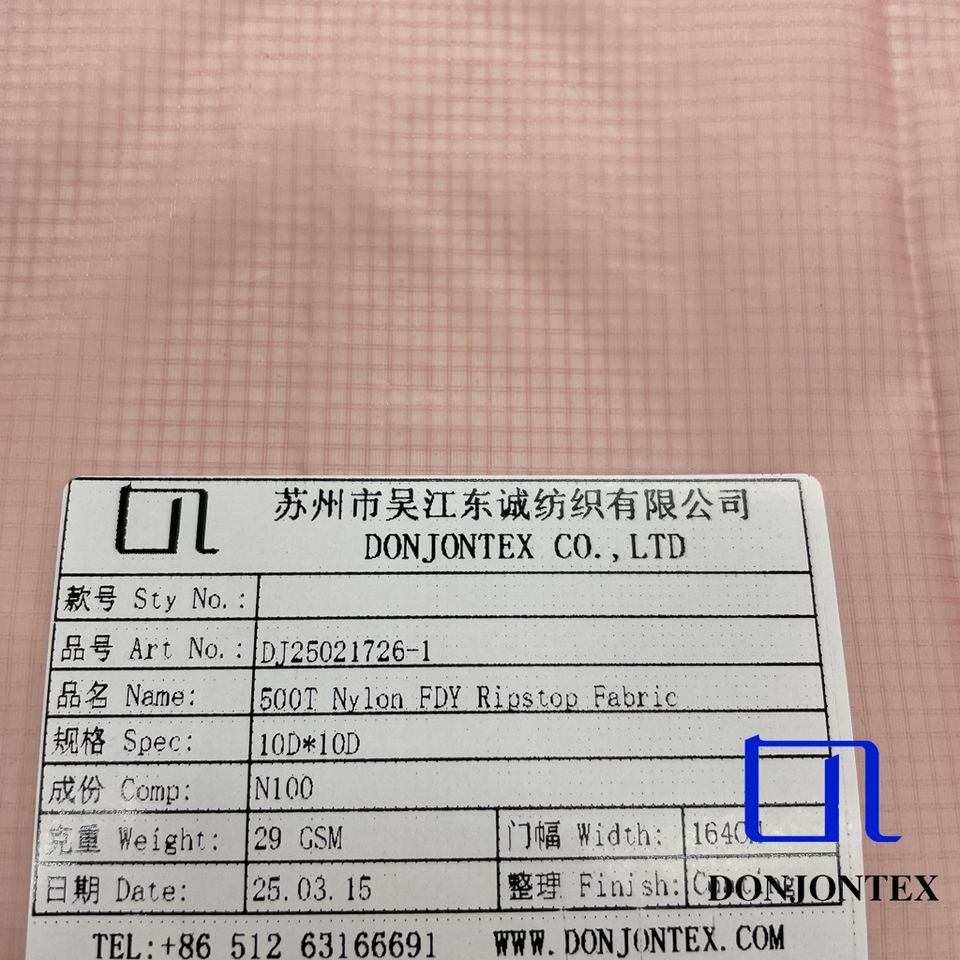 苏州市吴江东诚纺织有限公司
DONJONTEX CO.,LTD
款号 Sty No.:
品号 Art No.: DJ25021726-1
品名 Name: 500T Nylon FDY Ripstop Fabric
规格 Spec: 10D*10D
成份 Comp: N100
克重 Weight: 29 GSM 门幅 Width: 164CM
日期 Date: 25.03.15 整理 Finish: Coating
DONJONTEX
TEL:+86 512 63166691 WWW.DONJONTEX.COM